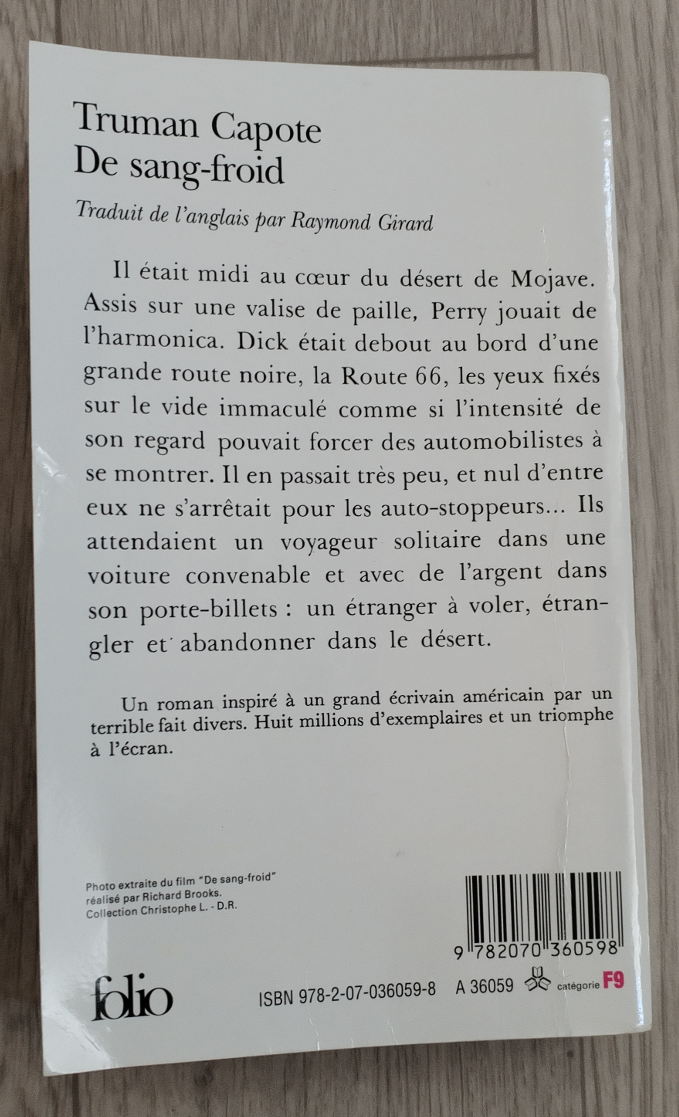 Truman Capote
De sang-froid
Traduit de l'anglais par Raymond Girard
Il était midi au cœur du désert de Mojave.
Assis sur une valise de paille, Perry jouait de
l'harmonica. Dick était debout au bord d'une
grande route noire, la Route 66, les yeux fixés
sur le vide immaculé comme si l'intensité de
son regard pouvait forcer des automobilistes à
se montrer. Il en passait très peu, et nul d'entre
eux ne s'arrêtait pour les auto-stoppeurs... Ils
attendaient un voyageur solitaire dans une
voiture convenable et avec de l'argent dans
son porte-billets : un étranger à voler, étran-
gler et abandonner dans le désert.
Un roman inspiré à un grand écrivain américain par un
terrible fait divers. Huit millions d'exemplaires et un triomphe
à l'écran.
Photo extraite du film "De sang-froid"
réalisé par Richard Brooks.
Collection Christophe L. - D.R.
9 782070 360598
folio
ISBN 978-2-07-036059-8 A 36059 catégorie F9